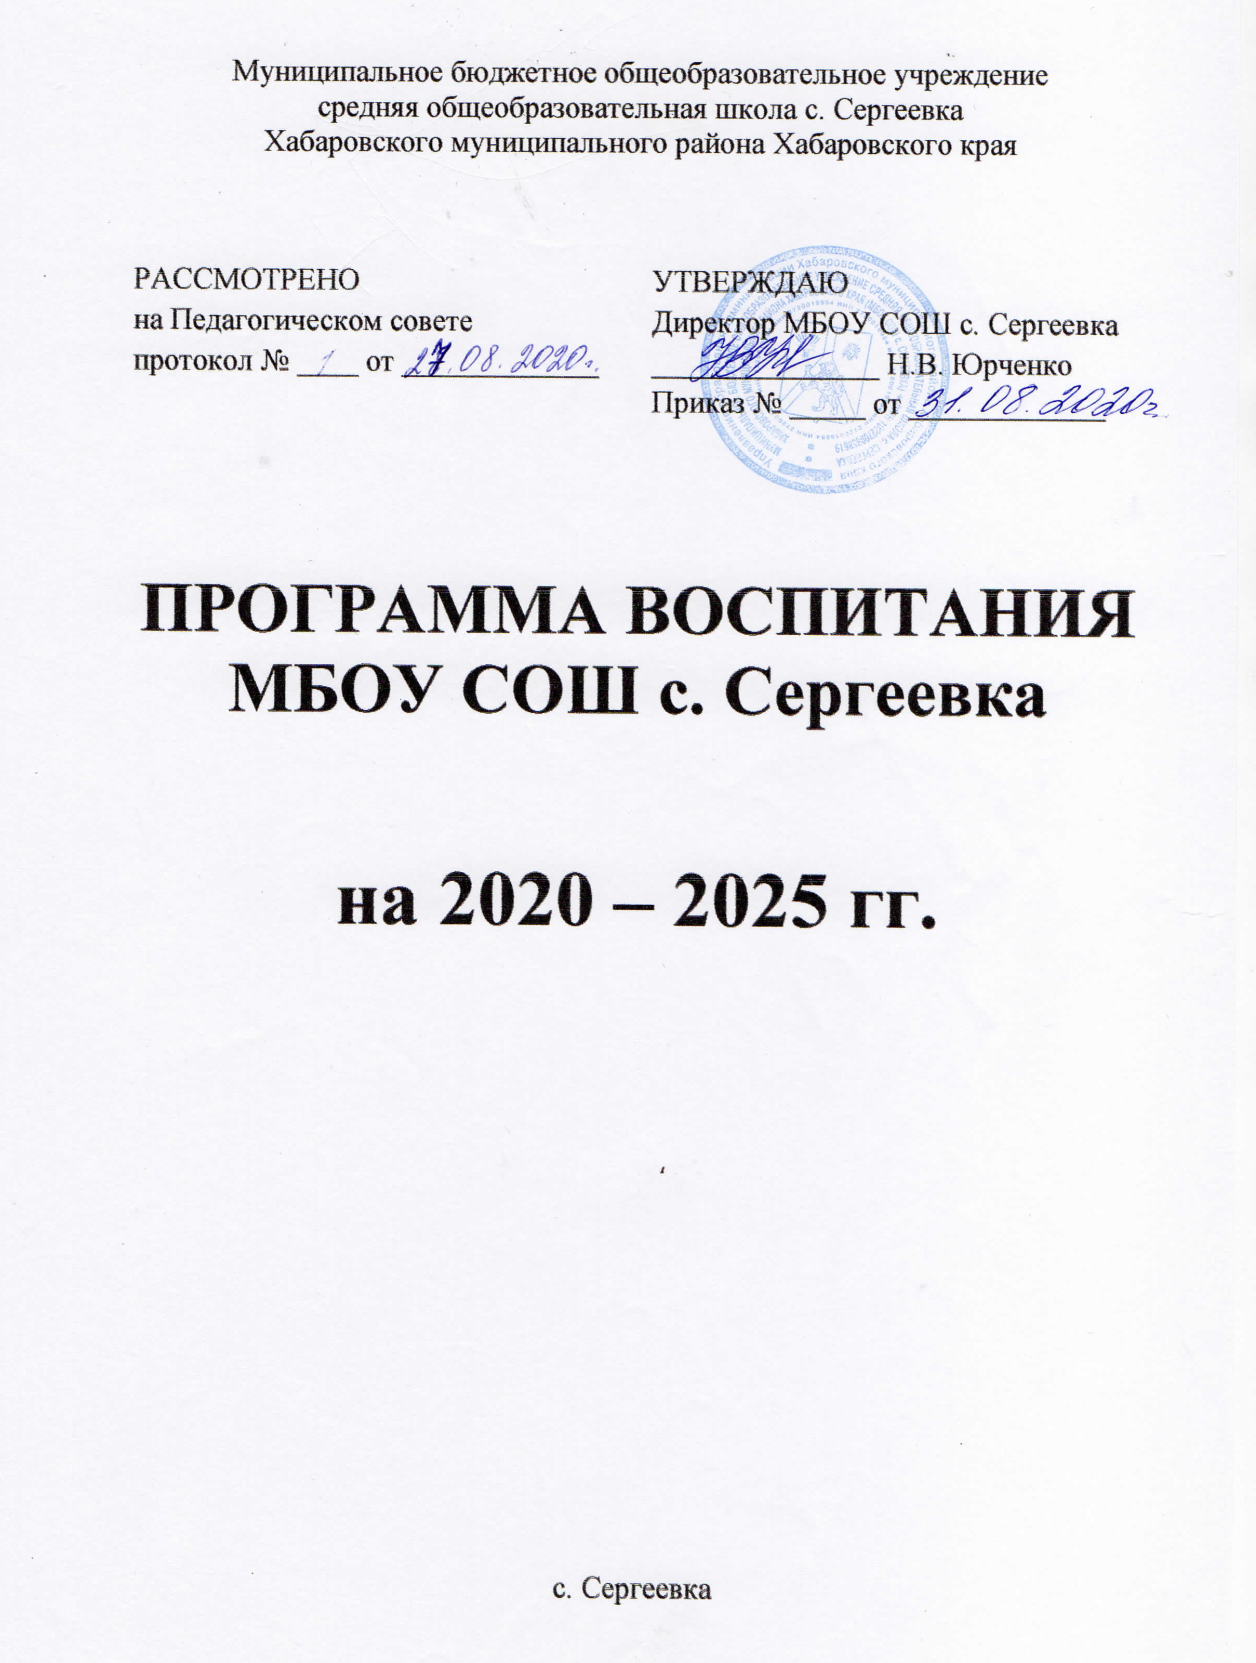 Муниципальное бюджетное общеобразовательное учреждение
средняя общеобразовательная школа с. Сергеевка
Хабаровского муниципального района Хабаровского края
РАССМОТРЕНО
на Педагогическом совете
протокол № 1 от 27.08.2020г.
УТВЕРЖДАЮ
Директор МБОУ СОШ с. Сергеевка
Н.В. Юрченко
Приказ № от 31.08.2020г.
ПРОГРАММА ВОСПИТАНИЯ
МБОУ СОШ с. Сергеевка
на 2020 – 2025 гг.
с. Сергеевка